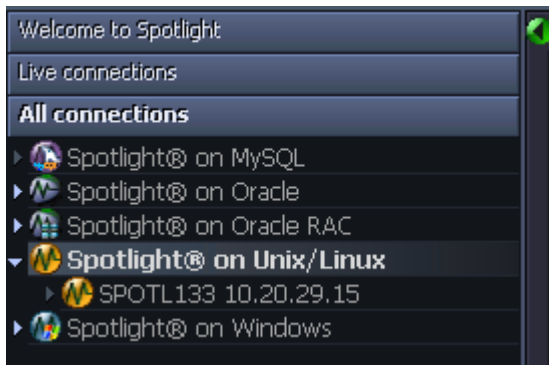 Welcome to Spotlight
Live connections
All connections
Spotlight® on MySQL
Spotlight® on Oracle
Spotlight® on Oracle RAC
Spotlight® on Unix/Linux
SPOTL133 10.20.29.15
Spotlight® on Windows